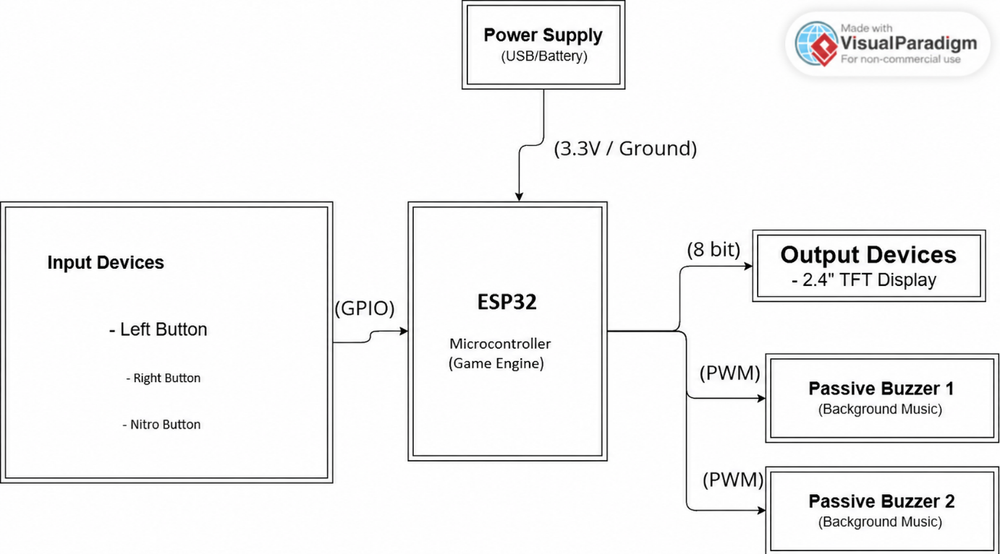 Power Supply
(USB/Battery)
Made with
VisualParadigm
For non-commercial use
(3.3V / Ground)
Input Devices
- Left Button
- Right Button
- Nitro Button
(GPIO)
ESP32
Microcontroller
(Game Engine)
(8 bit)
Output Devices
- 2.4" TFT Display
(PWM)
Passive Buzzer 1
(Background Music)
(PWM)
Passive Buzzer 2
(Background Music)